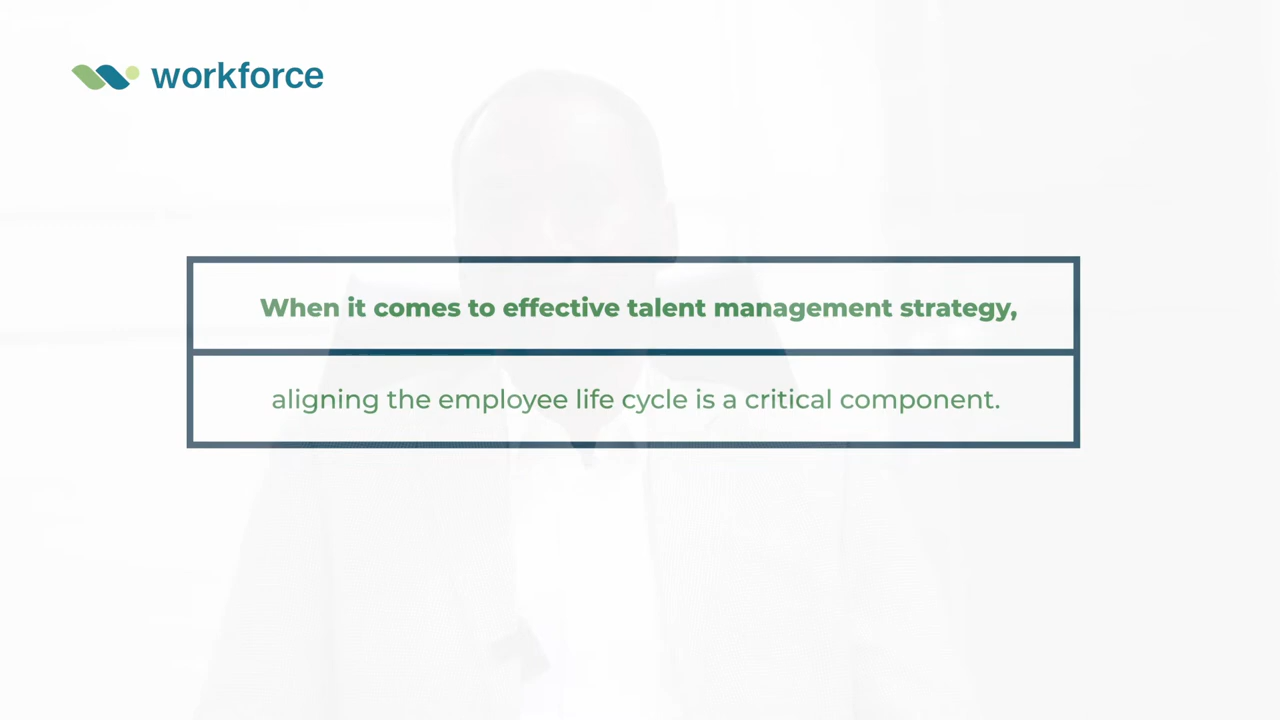 workforce
When it comes to effective talent management strategy,
aligning the employee life cycle is a critical component.